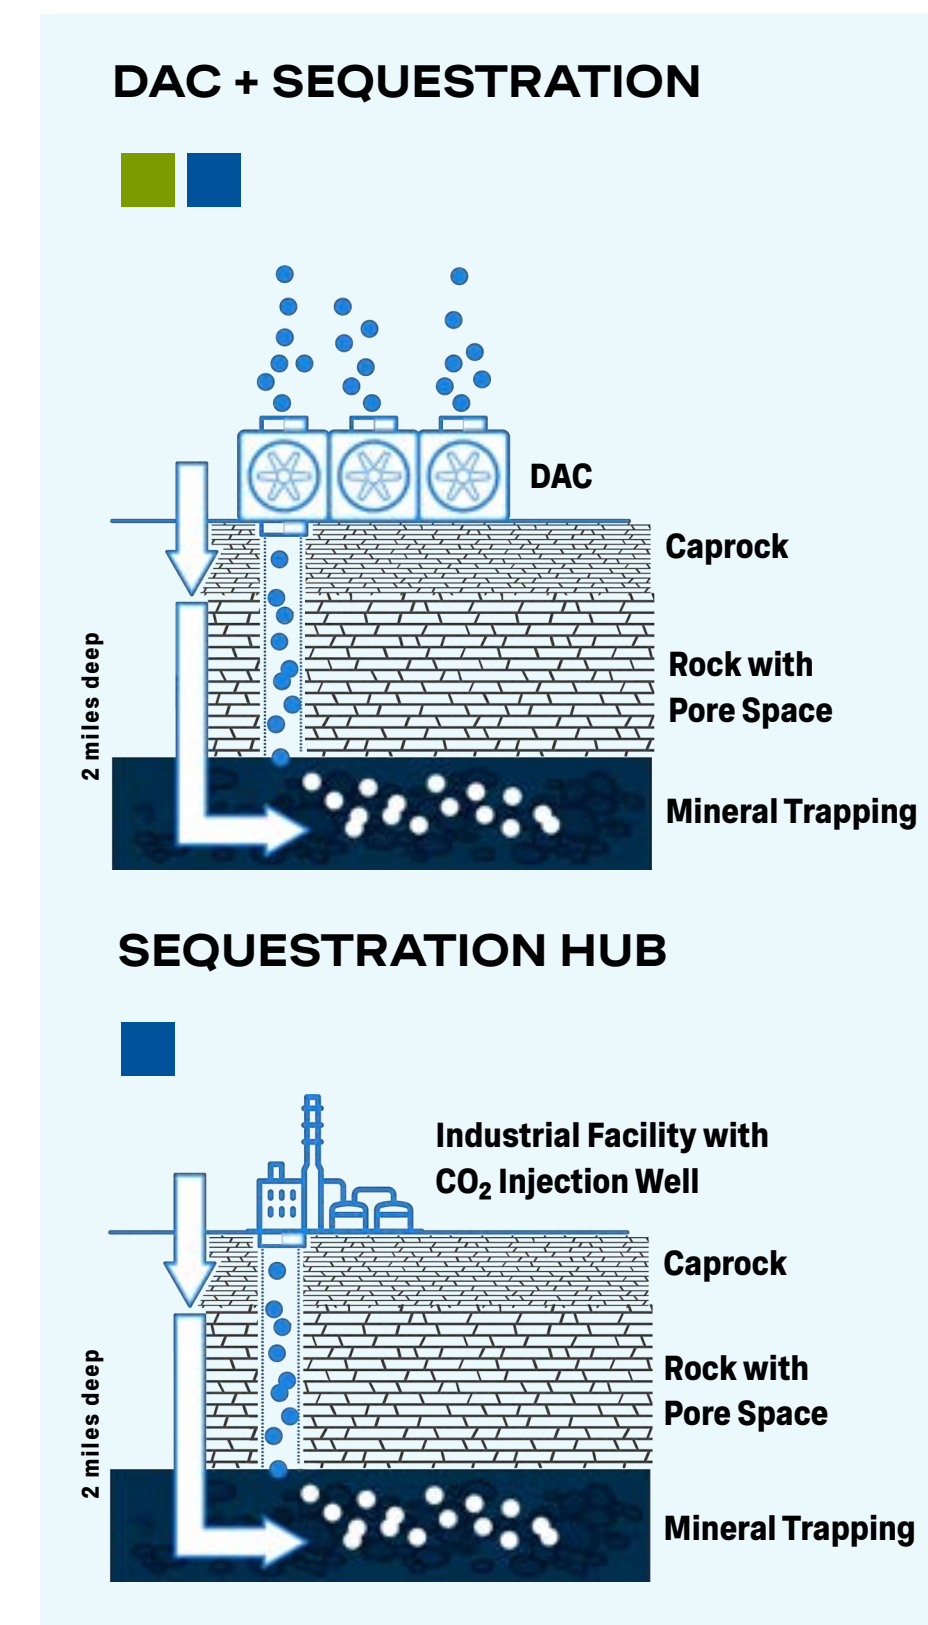 DAC + SEQUESTRATION
DAC
Caprock
Rock with
Pore Space
2 miles deep
Mineral Trapping
SEQUESTRATION HUB
Industrial Facility with
CO₂ Injection Well
Caprock
Rock with
Pore Space
2 miles deep
Mineral Trapping